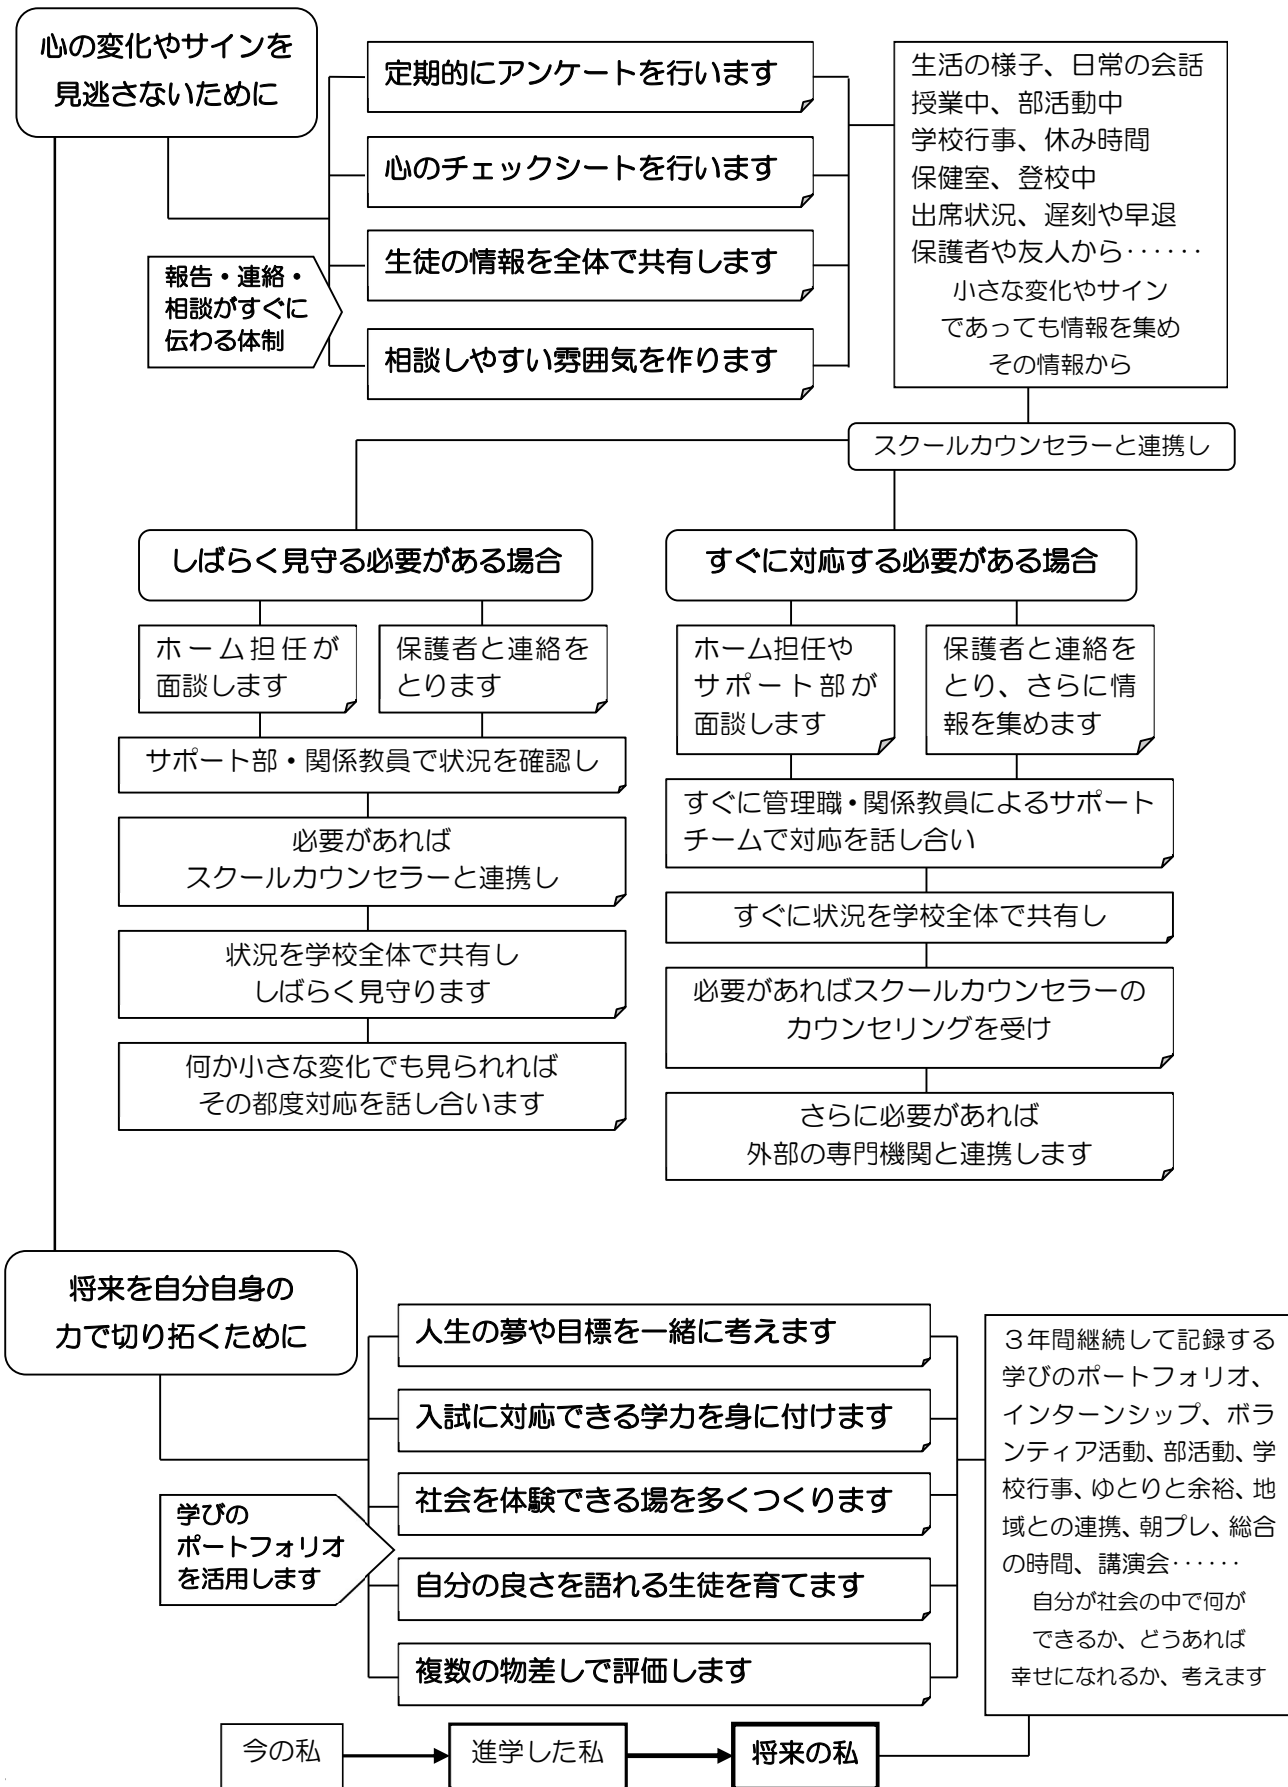 心の変化やサインを
見逃さないために
定期的にアンケートを行います
心のチェックシートを行います
生徒の情報を全体で共有します
相談しやすい雰囲気を作ります
報告・連絡・
相談がすぐに
伝わる体制
生活の様子、日常の会話
授業中、部活動中
学校行事、休み時間
保健室、登校中
出席状況、遅刻や早退
保護者や友人から‥‥‥
小さな変化やサイン
であっても情報を集め
その情報から
スクールカウンセラーと連携し
しばらく見守る必要がある場合
ホーム担任が
面談します
保護者と連絡を
とります
サポート部・関係教員で状況を確認し
必要があれば
スクールカウンセラーと連携し
状況を学校全体で共有し
しばらく見守ります
何か小さな変化でも見られれば
その都度対応を話し合います
すぐに対応する必要がある場合
ホーム担任や
サポート部が
面談します
保護者と連絡を
とり、さらに情
報を集めます
すぐに管理職・関係教員によるサポート
チームで対応を話し合い
すぐに状況を学校全体で共有し
必要があればスクールカウンセラーの
カウンセリングを受け
さらに必要があれば
外部の専門機関と連携します
将来を自分自身の
力で切り拓くために
人生の夢や目標を一緒に考えます
入試に対応できる学力を身に付けます
社会を体験できる場を多くつくります
自分の良さを語れる生徒を育てます
複数の物差しで評価します
学びの
ポートフォリオ
を活用します
３年間継続して記録する
学びのポートフォリオ、
インターンシップ、ボラ
ンティア活動、部活動、学
校行事、ゆとりと余裕、地
域との連携、朝プレ、総合
の時間、講演会‥‥‥
自分が社会の中で何が
できるか、どうあれば
幸せになれるか、考えます
今の私
進学した私
将来の私